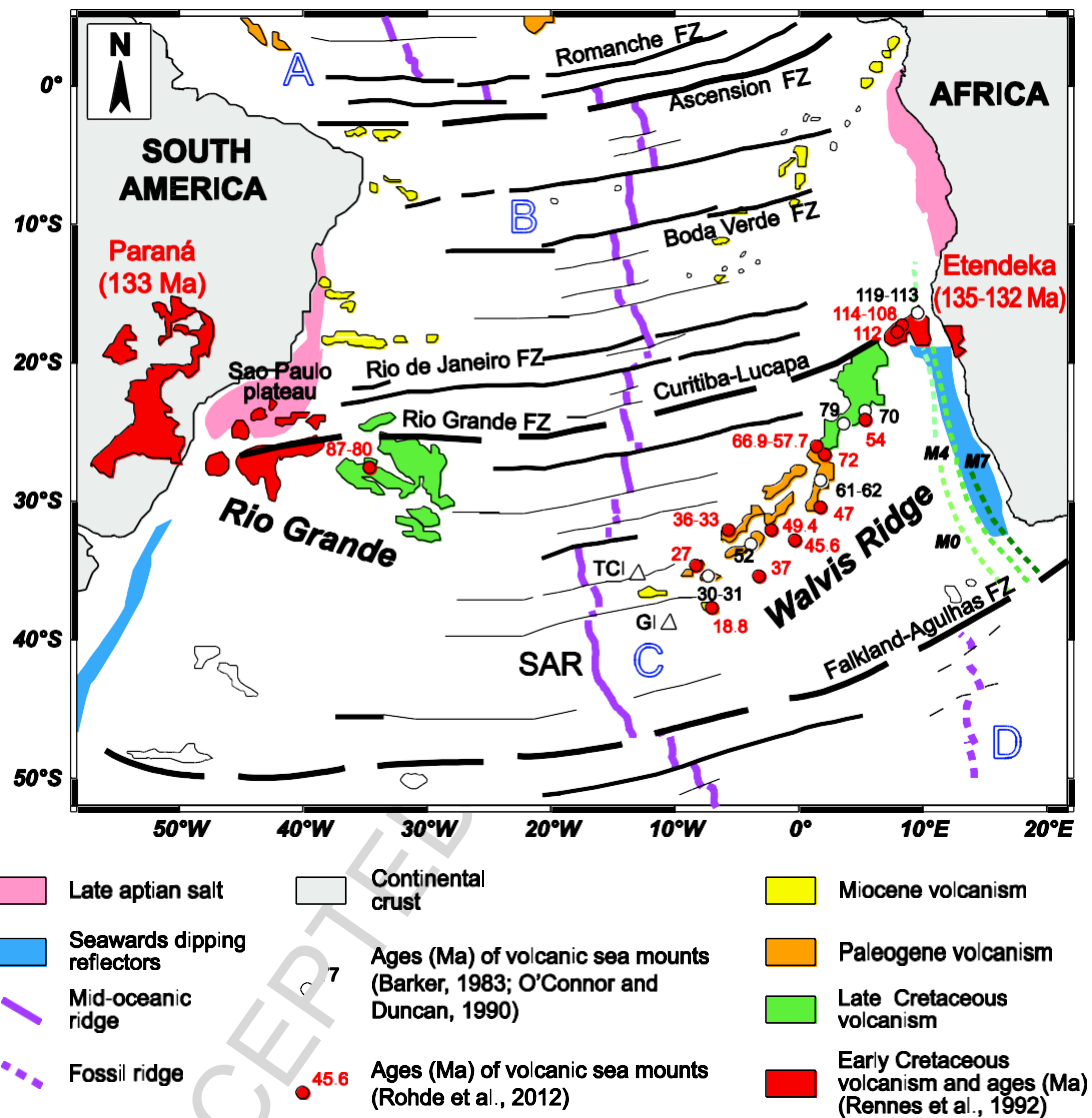 N
A
Romanche FZ
Ascension FZ
AFRICA
SOUTH
AMERICA
B
Boda Verde FZ
Paraná
(133 Ma)
Etendeka
(135-132 Ma)
119-113
114-108
112
Rio de Janeiro FZ
Sao Paulo
plateau
Curitiba-Lucapa
Rio Grande FZ
87-80
79
70
54
66.9-57.7
72
M4
M7
61-62
47
Rio Grande
36-33
49.4
45.6
M0
52
27
TCI
37
30-31
Walvis Ridge
GI
18.8
SAR
C
Falkland-Agulhas FZ
D
0°
10°S
20°S
30°S
40°S
50°S
50°W
40°W
30°W
20°W
10°W
0°
10°E
20°E
Late aptian salt
Seawards dipping
reflectors
Mid-oceanic
ridge
Fossil ridge
Continental
crust
7
Ages (Ma) of volcanic sea mounts
(Barker, 1983; O'Connor and
Duncan, 1990)
45.6
Ages (Ma) of volcanic sea mounts
(Rohde et al., 2012)
Miocene volcanism
Paleogene volcanism
Late Cretaceous
volcanism
Early Cretaceous
volcanism and ages (Ma)
(Rennes et al., 1992)
CEPTED